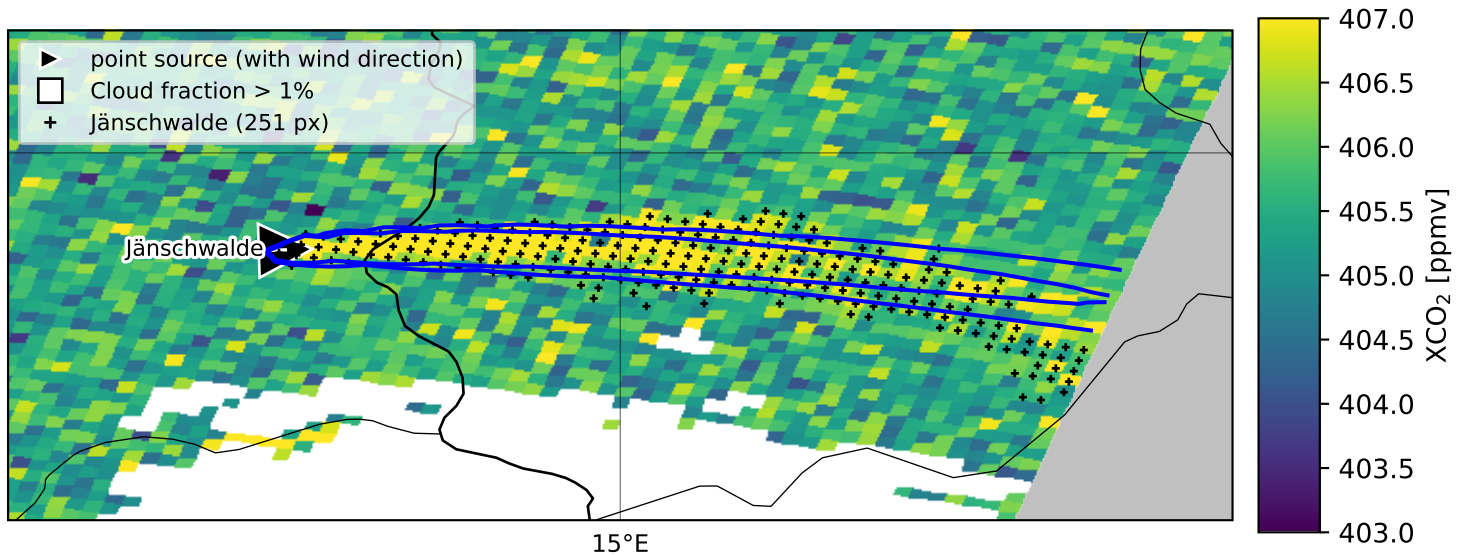 point source (with wind direction)
Cloud fraction > 1%
Jänschwalde (251 px)
Jänschwalde
15°E
407.0
406.5
406.0
405.5
405.0
404.5
404.0
403.5
403.0
XCO₂ [ppmv]